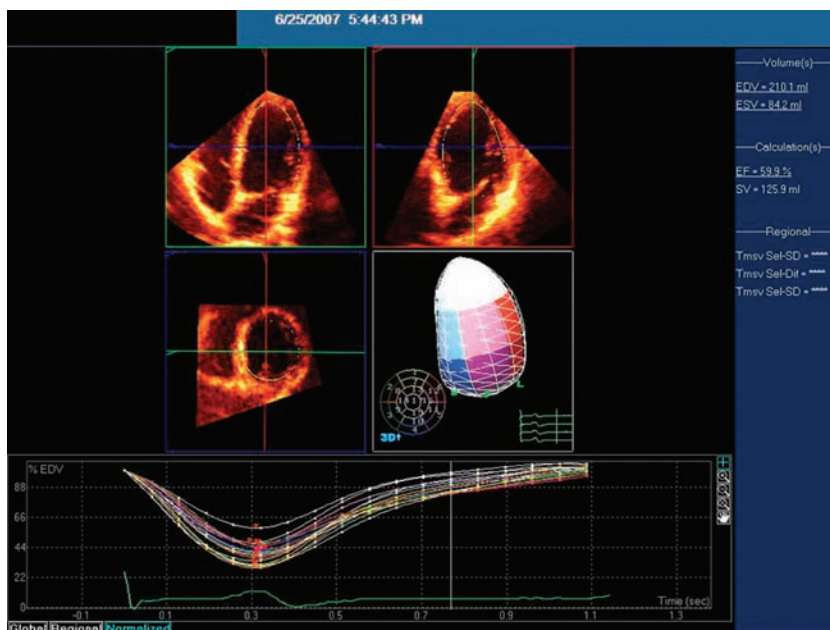 6/25/2007 5:44:43 PM
Volume(s)
EDV = 210.1 ml
ESV = 84.2 ml
Calculation(s)
EF = 59.9 %
SV = 125.9 ml
Regional
Tmsv Sel-SD = ****
Tmsv Sel-Dif = ****
Tmsv Sel-SD = ****
3D↑
% EDV
88
66
44
22
0
-0.1 0.1 0.3 0.5 0.7 0.9 1.1 1.3
Time (sec)
Global Regional Normalized